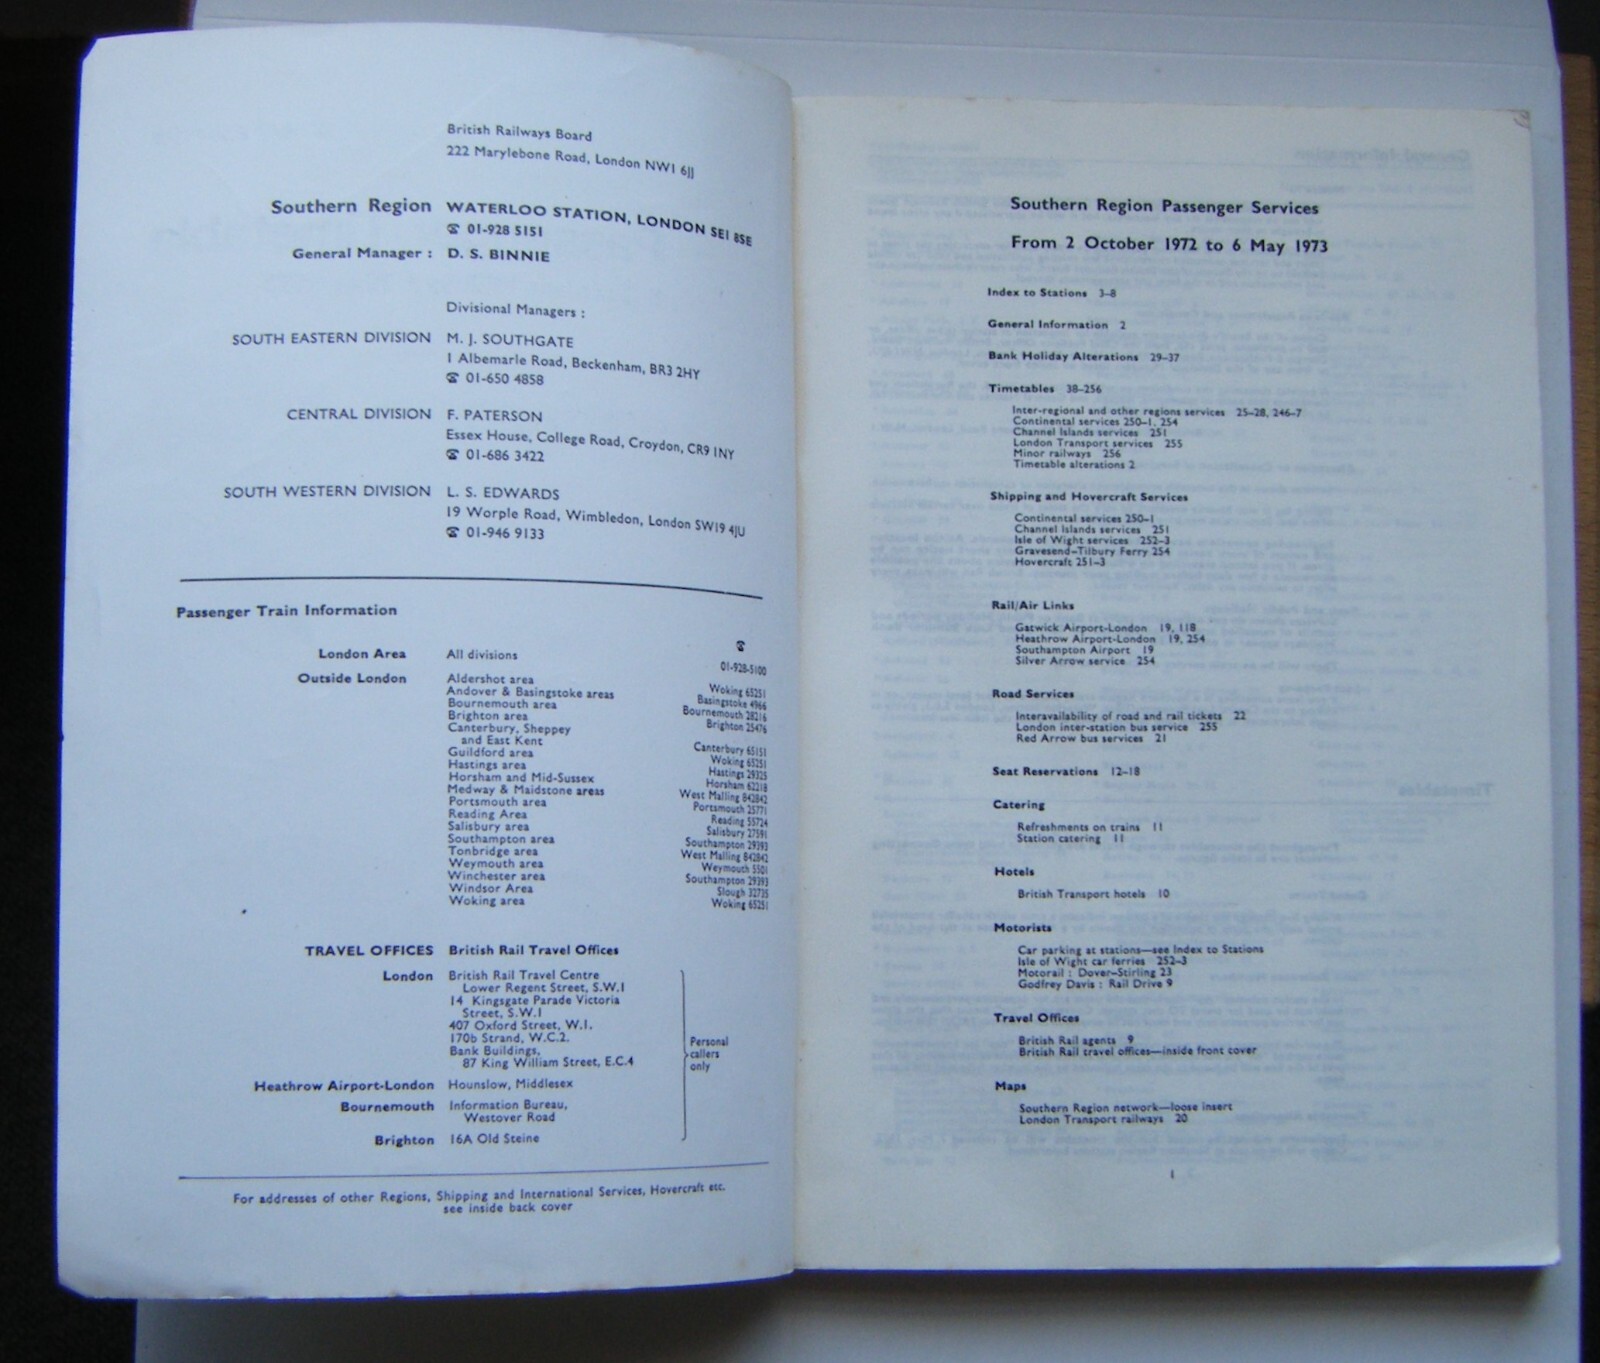 British Railways Board
222 Marylebone Road, London NW1 6JJ
Southern Region WATERLOO STATION, LONDON SE1 8SE
☎ 01-928 5151
General Manager : D. S. BINNIE
Divisional Managers :
SOUTH EASTERN DIVISION M. J. SOUTHGATE
1 Albemarle Road, Beckenham, BR3 2HY
☎ 01-650 4858
CENTRAL DIVISION F. PATERSON
Essex House, College Road, Croydon, CR9 1NY
☎ 01-686 3422
SOUTH WESTERN DIVISION L. S. EDWARDS
19 Worple Road, Wimbledon, London SW19 4JU
☎ 01-946 9133
Passenger Train Information
☎
London Area All divisions 01-928-5100
Outside London Aldershot area Woking 65251
Andover & Basingstoke areas Basingstoke 4966
Bournemouth area Bournemouth 28216
Brighton area Brighton 25476
Canterbury, Sheppey
and East Kent Canterbury 65151
Guildford area Woking 65251
Hastings area Hastings 29325
Horsham and Mid-Sussex Horsham 62218
Medway & Maidstone areas West Malling 842842
Portsmouth area Portsmouth 25771
Reading Area Reading 55724
Salisbury area Salisbury 27591
Southampton area Southampton 29393
Tonbridge area West Malling 842842
Weymouth area Weymouth 5501
Winchester area Southampton 29393
Windsor Area Slough 32735
Woking area Woking 65251
TRAVEL OFFICES British Rail Travel Offices
London British Rail Travel Centre
Lower Regent Street, S.W.1
14 Kingsgate Parade Victoria
Street, S.W.1
407 Oxford Street, W.1.
170b Strand, W.C.2.
Bank Buildings,
87 King William Street, E.C.4
Heathrow Airport-London Hounslow, Middlesex
Bournemouth Information Bureau,
Westover Road
Brighton 16A Old Steine
Personal
callers
only
For addresses of other Regions, Shipping and International Services, Hovercraft etc.
see inside back cover
Southern Region Passenger Services
From 2 October 1972 to 6 May 1973
Index to Stations 3–8
General Information 2
Bank Holiday Alterations 29–37
Timetables 38–256
Inter-regional and other regions services 25–28, 246–7
Continental services 250–1, 254
Channel Islands services 251
London Transport services 255
Minor railways 256
Timetable alterations 2
Shipping and Hovercraft Services
Continental services 250–1
Channel Islands services 251
Isle of Wight services 252–3
Gravesend–Tilbury Ferry 254
Hovercraft 251–3
Rail/Air Links
Gatwick Airport-London 19, 118
Heathrow Airport-London 19, 254
Southampton Airport 19
Silver Arrow service 254
Road Services
Interavailability of road and rail tickets 22
London inter-station bus service 255
Red Arrow bus services 21
Seat Reservations 12–18
Catering
Refreshments on trains 11
Station catering 11
Hotels
British Transport hotels 10
Motorists
Car parking at stations—see Index to Stations
Isle of Wight car ferries 252–3
Motorail : Dover–Stirling 23
Godfrey Davis : Rail Drive 9
Travel Offices
British Rail agents 9
British Rail travel offices—inside front cover
Maps
Southern Region network—loose insert
London Transport railways 20
1